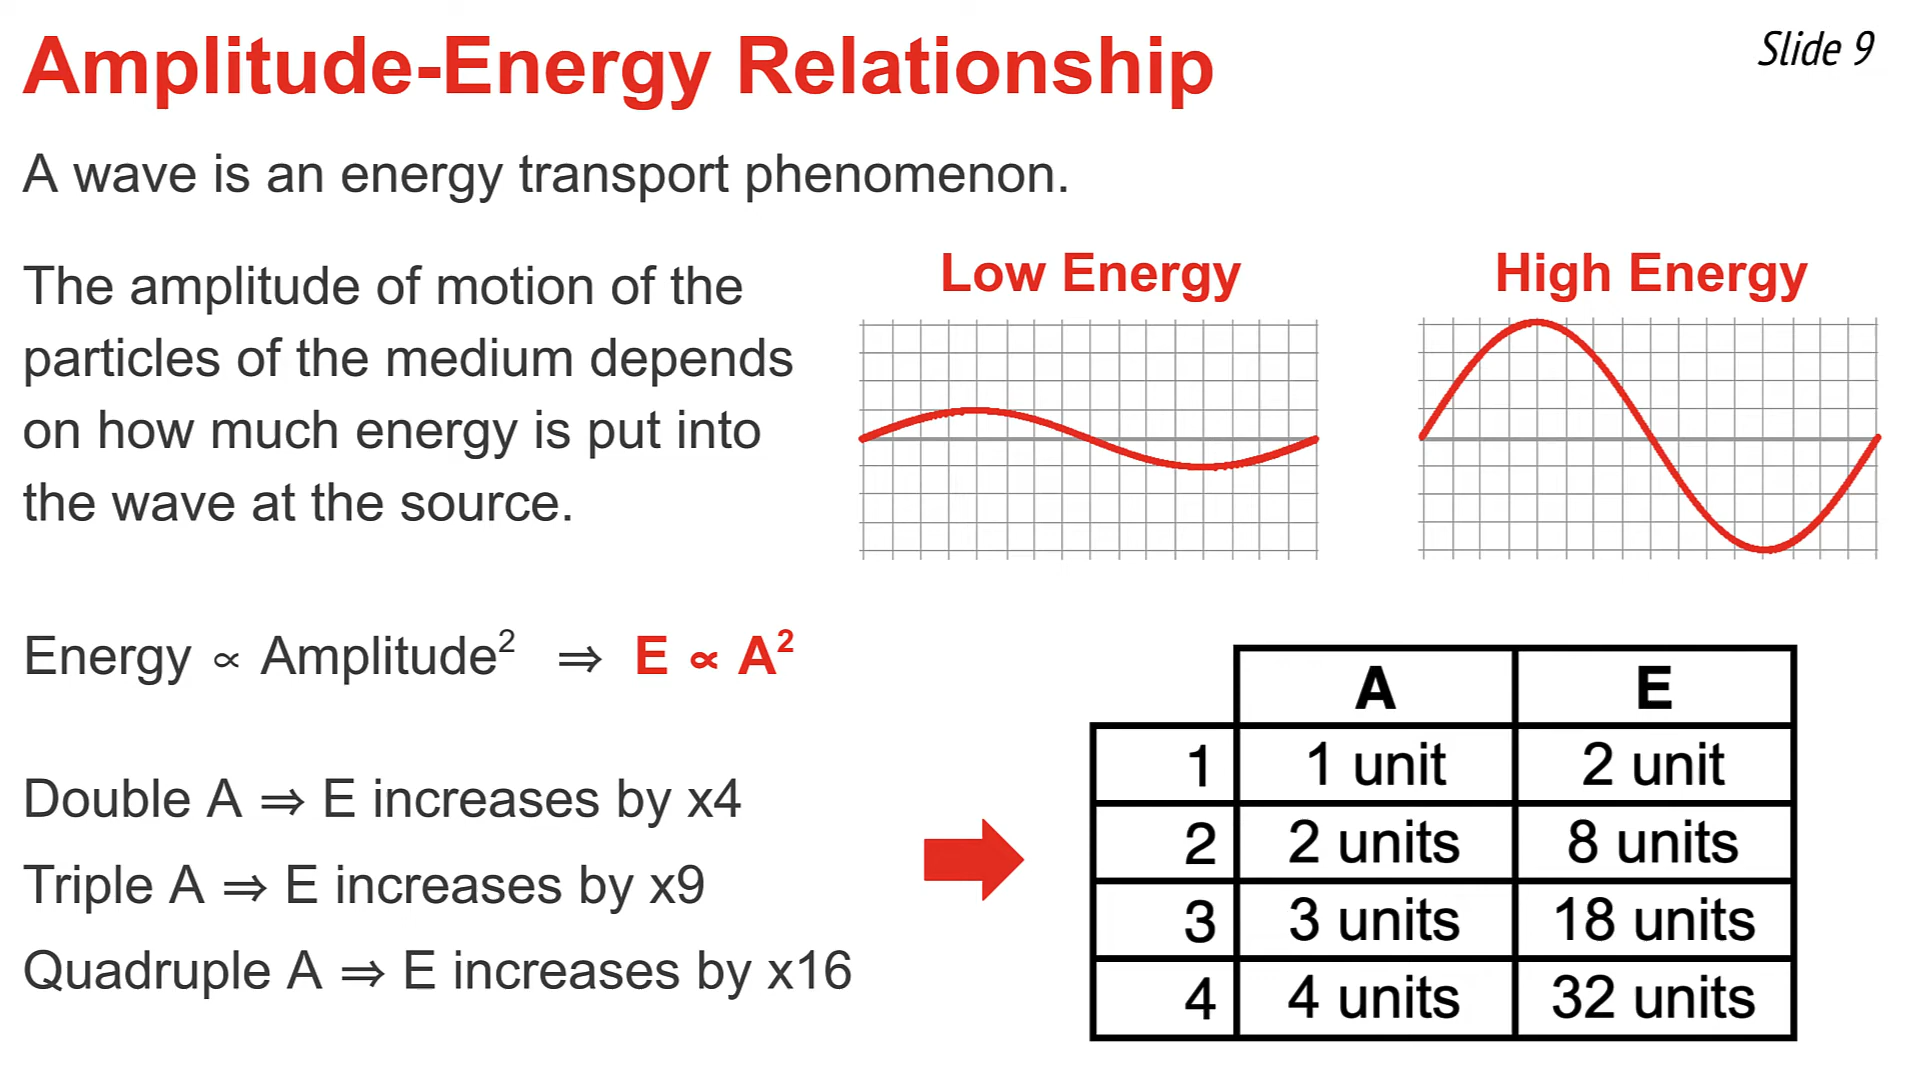 Amplitude-Energy Relationship
Slide 9
A wave is an energy transport phenomenon.
The amplitude of motion of the
particles of the medium depends
on how much energy is put into
the wave at the source.
Low Energy
High Energy
Energy ∝ Amplitude² ⇒ E ∝ A²
Double A ⇒ E increases by x4
Triple A ⇒ E increases by x9
Quadruple A ⇒ E increases by x16
A E
1 1 unit 2 unit
2 2 units 8 units
3 3 units 18 units
4 4 units 32 units